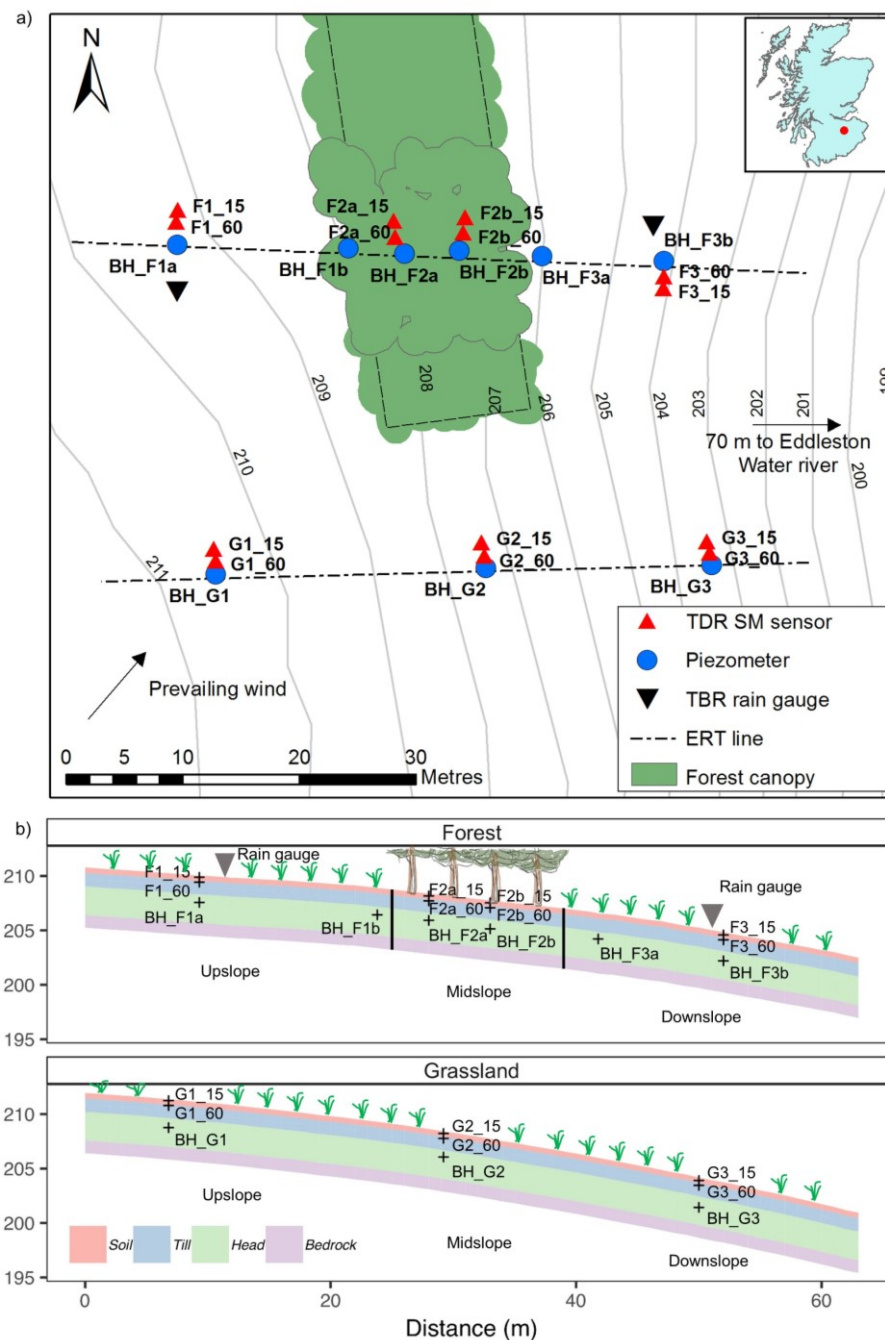 a)
N
F1_15
F1_60
BH_F1a
F2a_15
F2a_60
BH_F1b
BH_F2a
F2b_15
F2b_60
BH_F2b
BH_F3a
BH_F3b
F3_60
F3_15
208
207
206
209
205
204
203
202
201
200
210
211
70 m to Eddleston
Water river
G1_15
G1_60
BH_G1
G2_15
G2_60
BH_G2
G3_15
G3_60
BH_G3
Prevailing wind
0 5 10 20 30
Metres
TDR SM sensor
Piezometer
TBR rain gauge
ERT line
Forest canopy
b)
Forest
210
205
200
195
F1_15
F1_60
BH_F1a
Rain gauge
BH_F1b
F2a_15
F2a_60
BH_F2a
F2b_15
F2b_60
BH_F2b
BH_F3a
Rain gauge
F3_15
F3_60
BH_F3b
Upslope
Midslope
Downslope
Grassland
210
205
200
195
G1_15
G1_60
BH_G1
G2_15
G2_60
BH_G2
G3_15
G3_60
BH_G3
Upslope
Midslope
Downslope
Soil Till Head Bedrock
0 20 40 60
Distance (m)